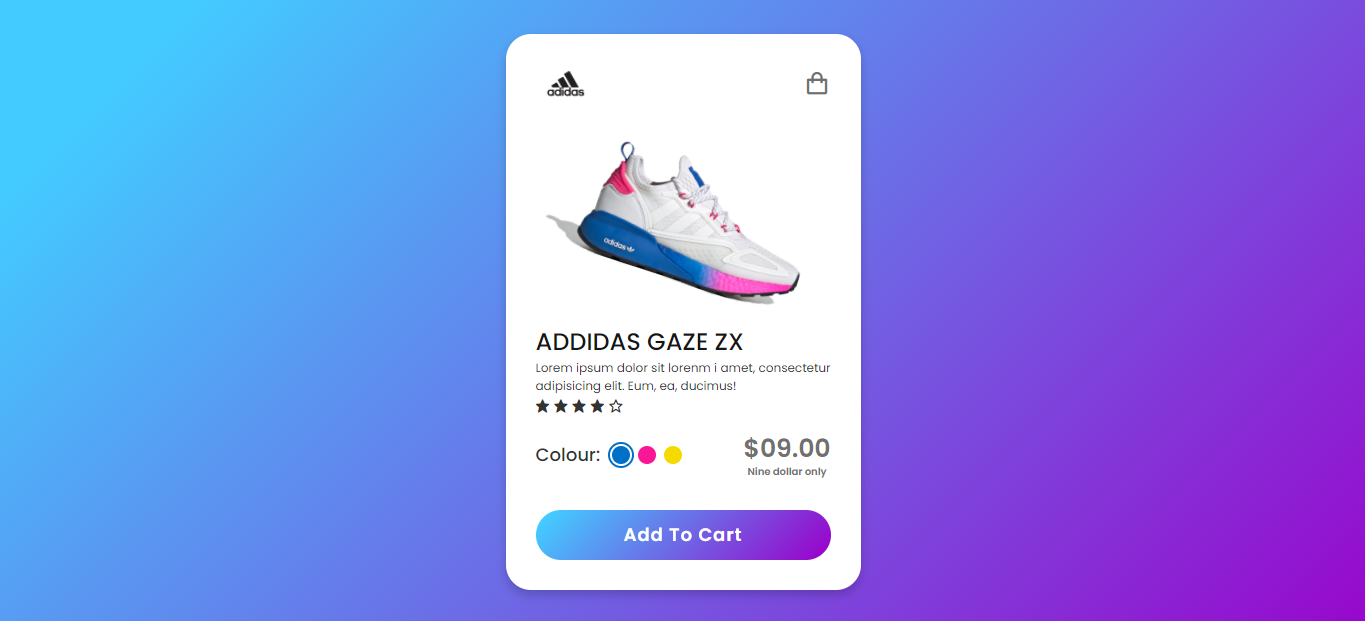 adidas
adidas
ADDIDAS GAZE ZX
Lorem ipsum dolor sit lorenm i amet, consectetur
adipisicing elit. Eum, ea, ducimus!
Colour:
$09.00
Nine dollar only
Add To Cart